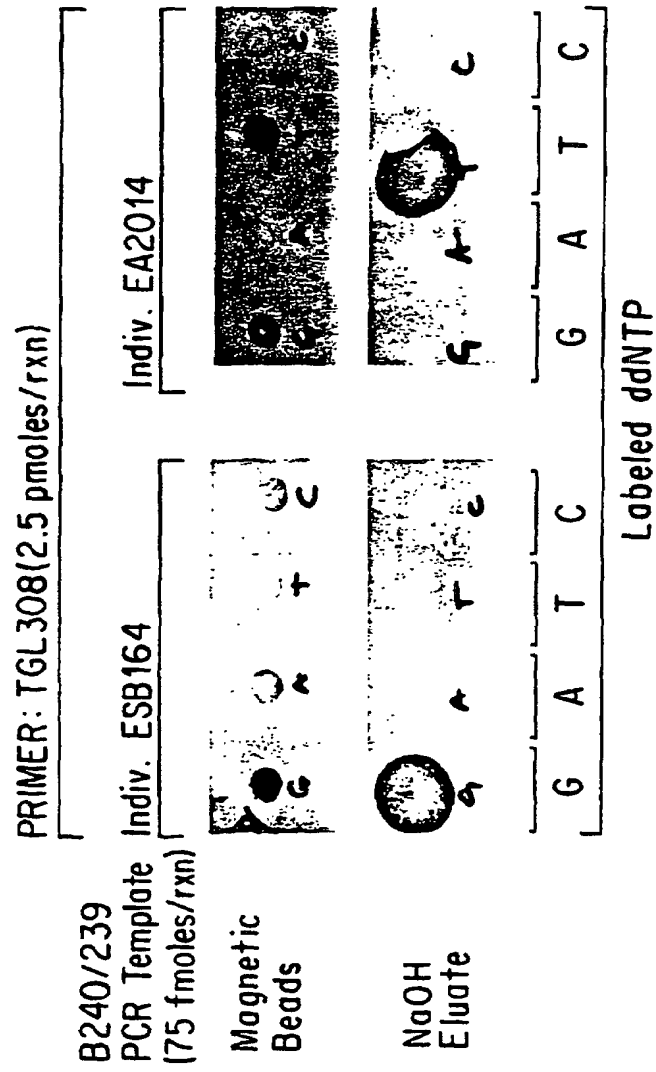 PRIMER: TGL308(2.5 pmoles/rxn)
B240/239
PCR Template
(75 fmoles/rxn)
Indiv. ESB164
Indiv. EA2014
Magnetic
Beads
G A T C
G A T C
NaOH
Eluate
G A T C
G A T C
G A T C
G A T C
Labeled ddNTP